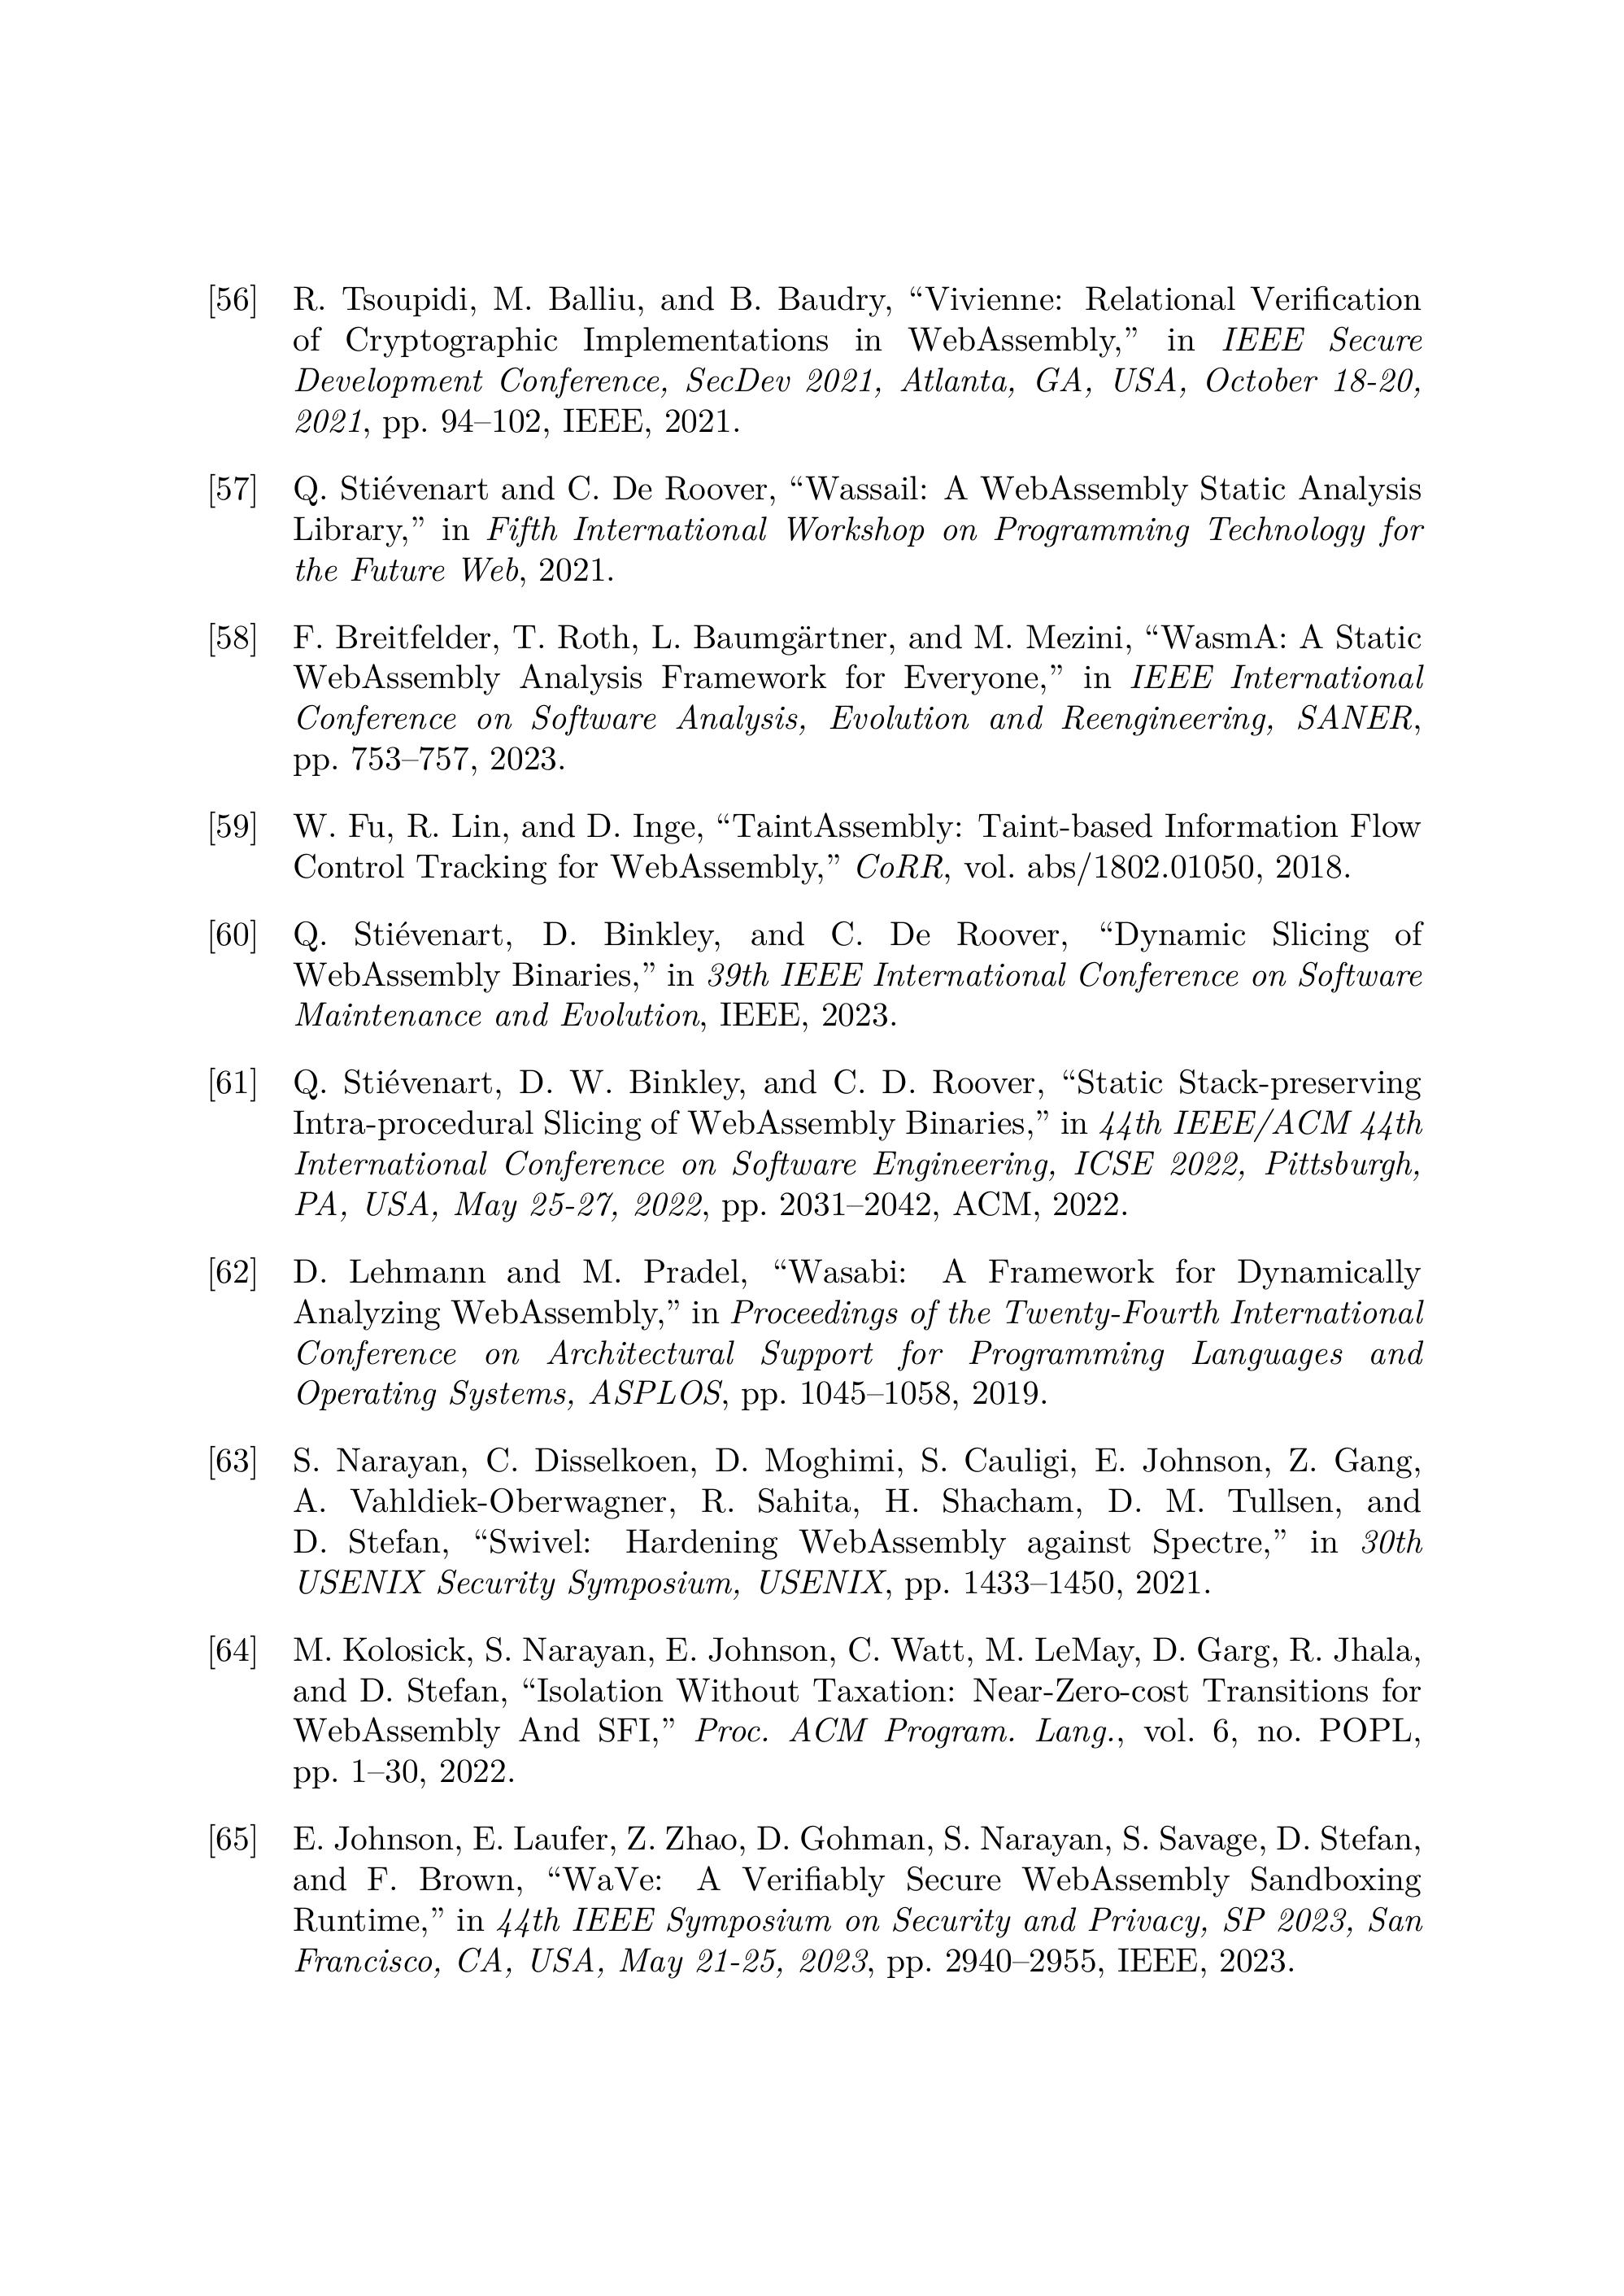 [56] R. Tsoupidi, M. Balliu, and B. Baudry, “Vivienne: Relational Verification
of Cryptographic Implementations in WebAssembly,” in IEEE Secure
Development Conference, SecDev 2021, Atlanta, GA, USA, October 18-20,
2021, pp. 94–102, IEEE, 2021.
[57] Q. Stiévenart and C. De Roover, “Wassail: A WebAssembly Static Analysis
Library,” in Fifth International Workshop on Programming Technology for
the Future Web, 2021.
[58] F. Breitfelder, T. Roth, L. Baumgärtner, and M. Mezini, “WasmA: A Static
WebAssembly Analysis Framework for Everyone,” in IEEE International
Conference on Software Analysis, Evolution and Reengineering, SANER,
pp. 753–757, 2023.
[59] W. Fu, R. Lin, and D. Inge, “TaintAssembly: Taint-based Information Flow
Control Tracking for WebAssembly,” CoRR, vol. abs/1802.01050, 2018.
[60] Q. Stiévenart, D. Binkley, and C. De Roover, “Dynamic Slicing of
WebAssembly Binaries,” in 39th IEEE International Conference on Software
Maintenance and Evolution, IEEE, 2023.
[61] Q. Stiévenart, D. W. Binkley, and C. D. Roover, “Static Stack-preserving
Intra-procedural Slicing of WebAssembly Binaries,” in 44th IEEE/ACM 44th
International Conference on Software Engineering, ICSE 2022, Pittsburgh,
PA, USA, May 25-27, 2022, pp. 2031–2042, ACM, 2022.
[62] D. Lehmann and M. Pradel, “Wasabi: A Framework for Dynamically
Analyzing WebAssembly,” in Proceedings of the Twenty-Fourth International
Conference on Architectural Support for Programming Languages and
Operating Systems, ASPLOS, pp. 1045–1058, 2019.
[63] S. Narayan, C. Disselkoen, D. Moghimi, S. Cauligi, E. Johnson, Z. Gang,
A. Vahldiek-Oberwagner, R. Sahita, H. Shacham, D. M. Tullsen, and
D. Stefan, “Swivel: Hardening WebAssembly against Spectre,” in 30th
USENIX Security Symposium, USENIX, pp. 1433–1450, 2021.
[64] M. Kolosick, S. Narayan, E. Johnson, C. Watt, M. LeMay, D. Garg, R. Jhala,
and D. Stefan, “Isolation Without Taxation: Near-Zero-cost Transitions for
WebAssembly And SFI,” Proc. ACM Program. Lang., vol. 6, no. POPL,
pp. 1–30, 2022.
[65] E. Johnson, E. Laufer, Z. Zhao, D. Gohman, S. Narayan, S. Savage, D. Stefan,
and F. Brown, “WaVe: A Verifiably Secure WebAssembly Sandboxing
Runtime,” in 44th IEEE Symposium on Security and Privacy, SP 2023, San
Francisco, CA, USA, May 21-25, 2023, pp. 2940–2955, IEEE, 2023.